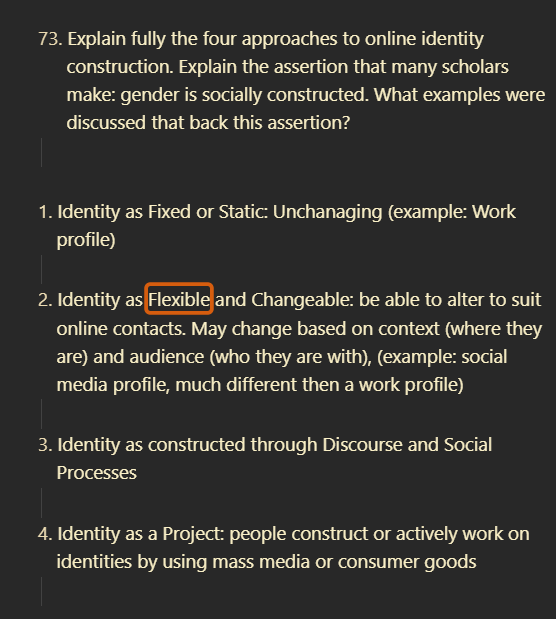 73. Explain fully the four approaches to online identity
construction. Explain the assertion that many scholars
make: gender is socially constructed. What examples were
discussed that back this assertion?
1. Identity as Fixed or Static: Unchanaging (example: Work
profile)
2. Identity as Flexible and Changeable: be able to alter to suit
online contacts. May change based on context (where they
are) and audience (who they are with), (example: social
media profile, much different then a work profile)
3. Identity as constructed through Discourse and Social
Processes
4. Identity as a Project: people construct or actively work on
identities by using mass media or consumer goods